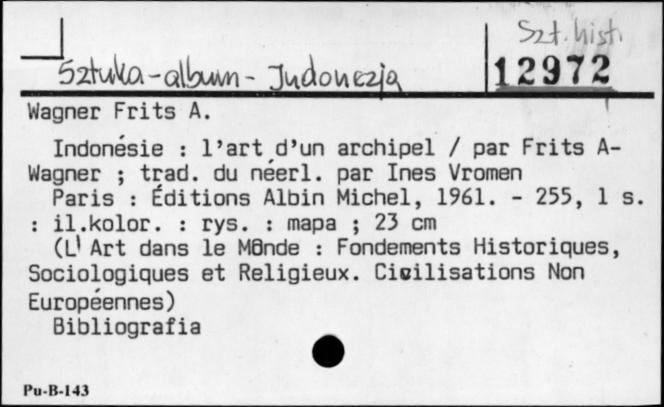 Szt. hist
Sztuka-album- Indonezja
12972
Wagner Frits A.
Indonésie : l'art d'un archipel / par Frits A-
Wagner ; trad. du néerl. par Ines Vromen
Paris : Éditions Albin Michel, 1961. - 255, 1 s.
: il.kolor. : rys. : mapa ; 23 cm
(L'Art dans le Monde : Fondements Historiques,
Sociologiques et Religieux. Civilisations Non
Européennes)
Bibliografia
Pu-B-143